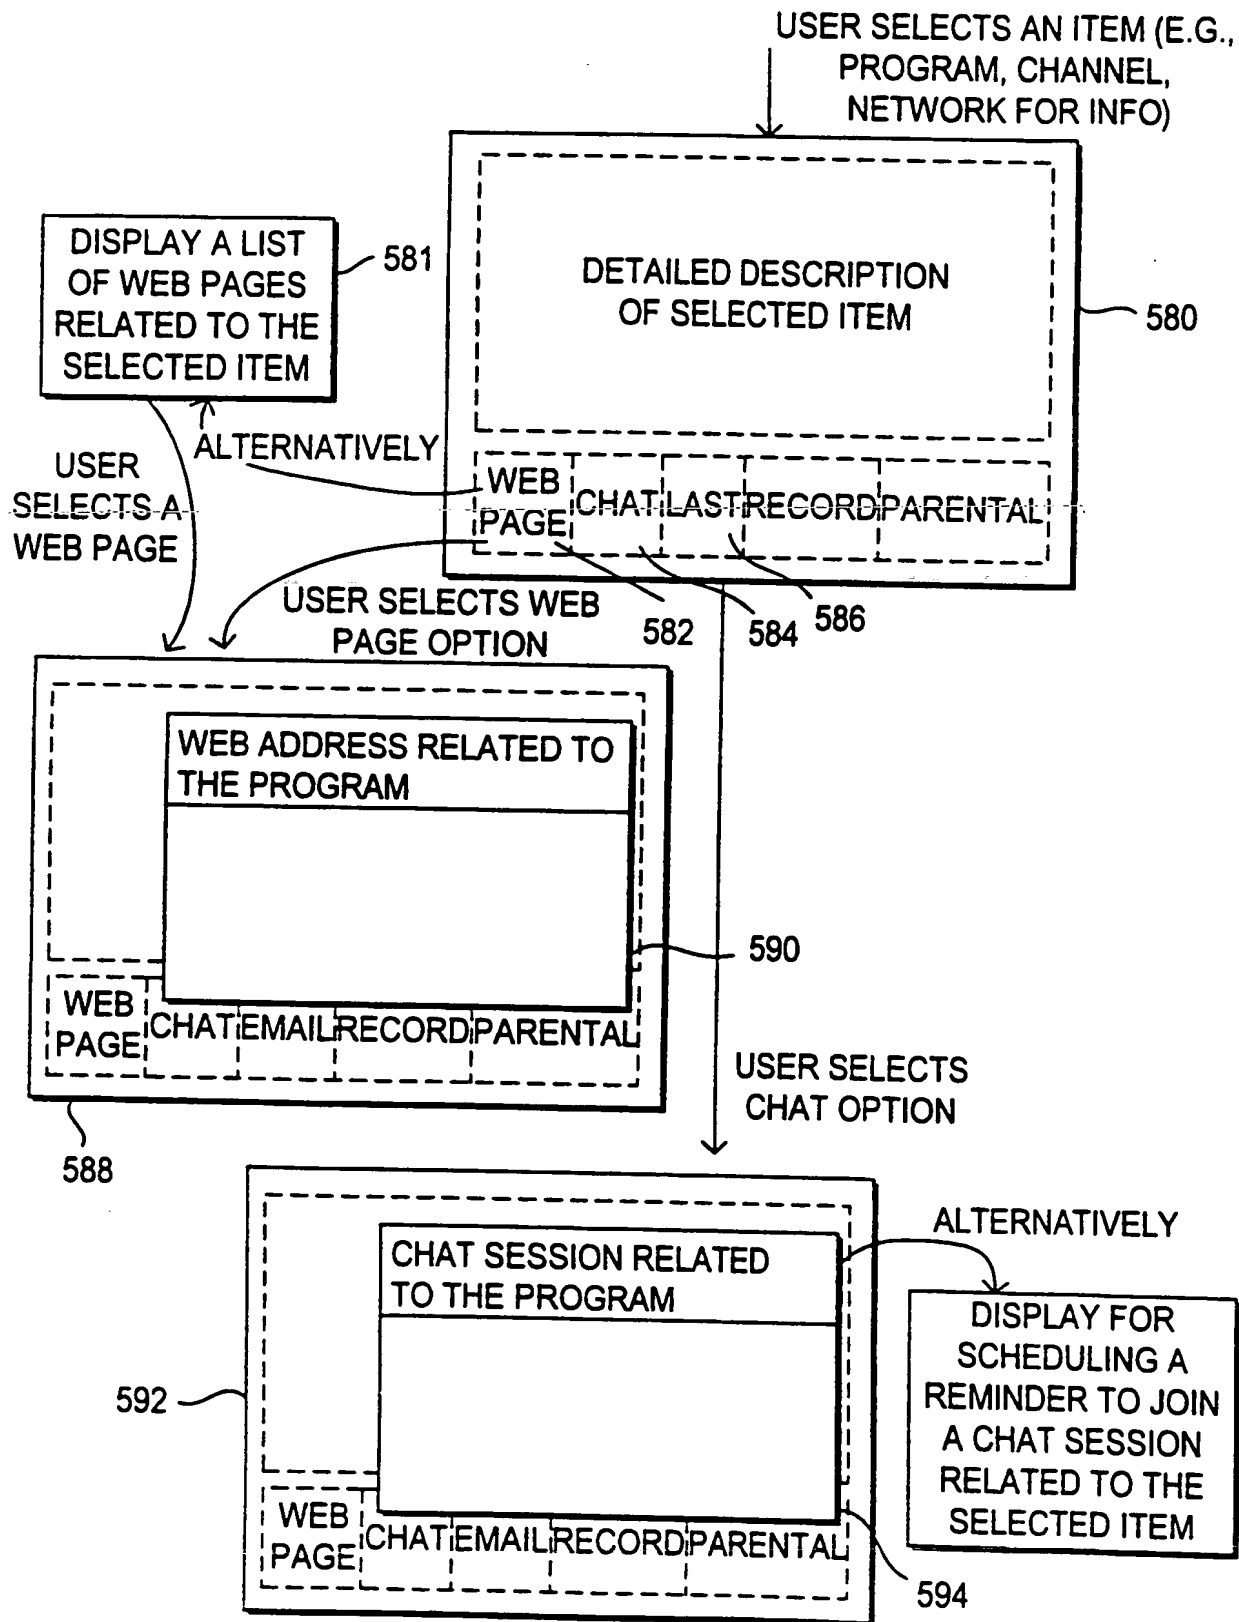 USER SELECTS AN ITEM (E.G.,
PROGRAM, CHANNEL,
NETWORK FOR INFO)
DISPLAY A LIST
OF WEB PAGES
RELATED TO THE
SELECTED ITEM
581
DETAILED DESCRIPTION
OF SELECTED ITEM
580
ALTERNATIVELY
USER
SELECTS A
WEB PAGE
WEB
PAGE
CHAT
LAST
RECORD
PARENTAL
USER SELECTS WEB
PAGE OPTION
582
584
586
WEB ADDRESS RELATED TO
THE PROGRAM
590
WEB
PAGE
CHAT
EMAIL
RECORD
PARENTAL
588
USER SELECTS
CHAT OPTION
CHAT SESSION RELATED
TO THE PROGRAM
ALTERNATIVELY
DISPLAY FOR
SCHEDULING A
REMINDER TO JOIN
A CHAT SESSION
RELATED TO THE
SELECTED ITEM
592
WEB
PAGE
CHAT
EMAIL
RECORD
PARENTAL
594